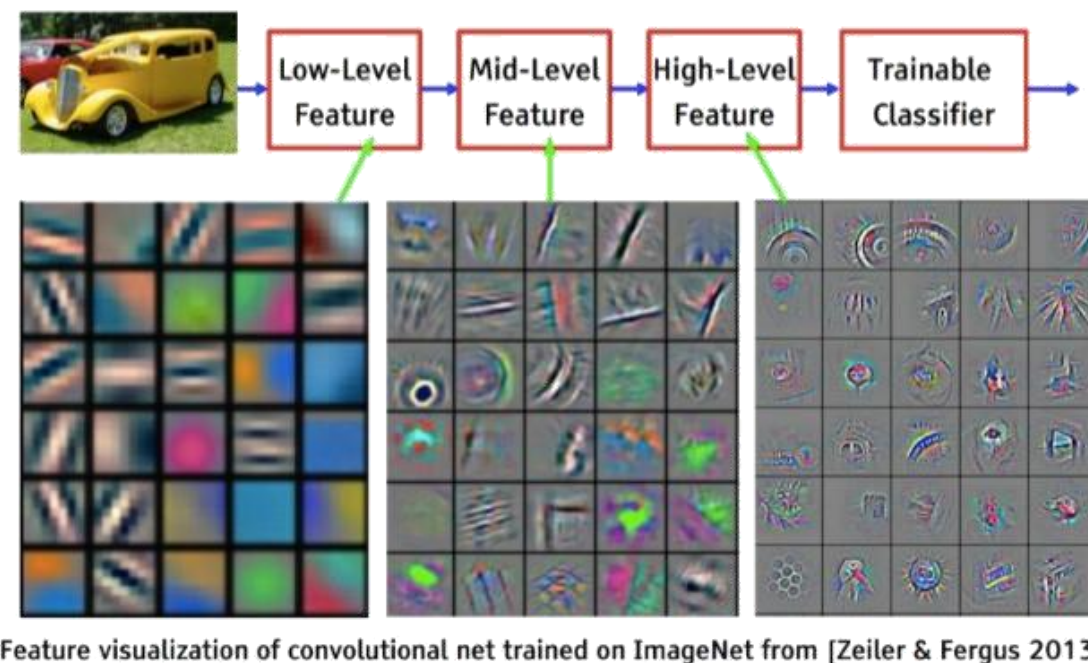 Low-Level
Feature
Mid-Level
Feature
High-Level
Feature
Trainable
Classifier
Feature visualization of convolutional net trained on ImageNet from [Zeiler & Fergus 2013